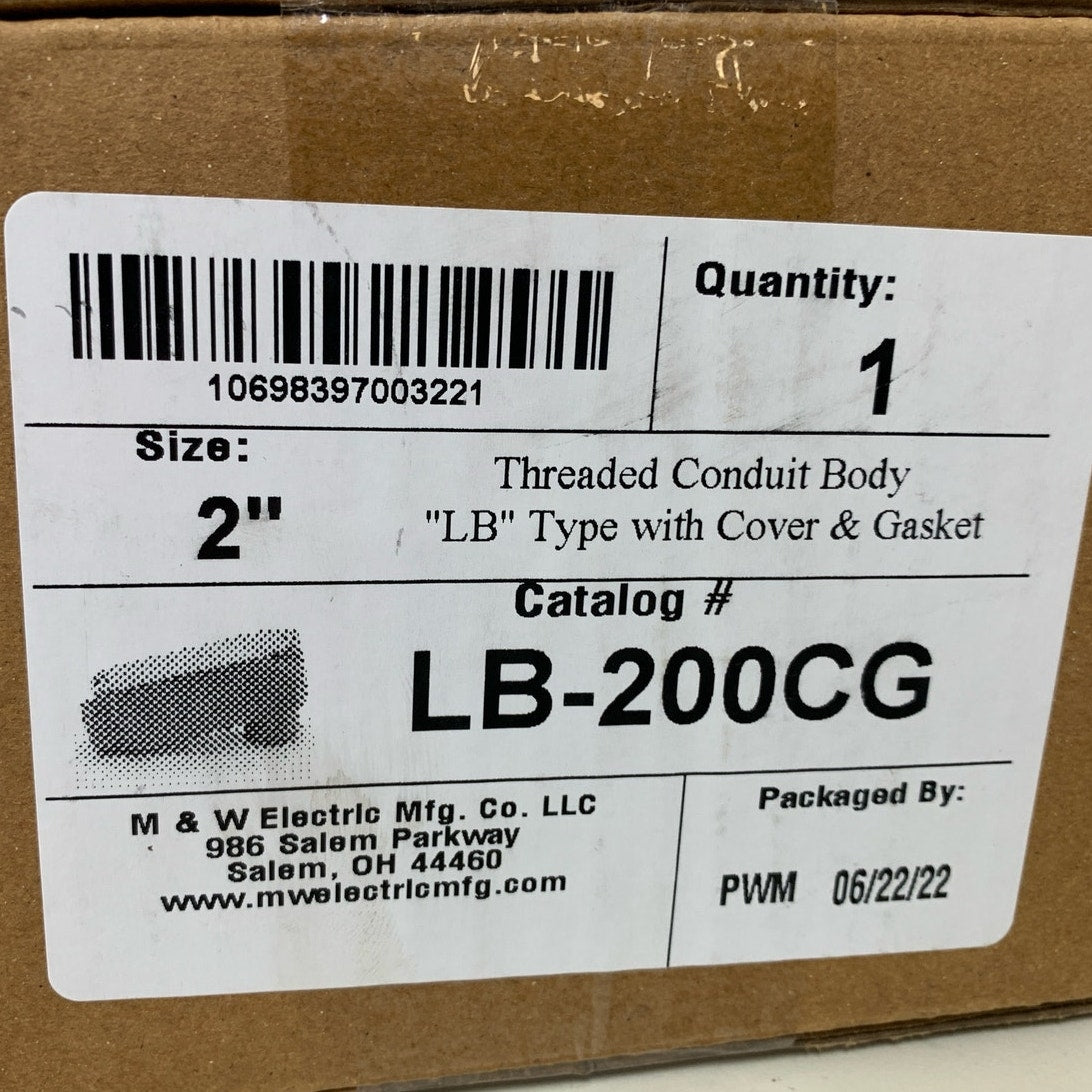 10698397003221
Quantity:
1
Size:
2"
Threaded Conduit Body
"LB" Type with Cover & Gasket
Catalog #
LB-200CG
M & W Electric Mfg. Co. LLC
986 Salem Parkway
Salem, OH 44460
www.mwelectricmfg.com
Packaged By:
PWM 06/22/22